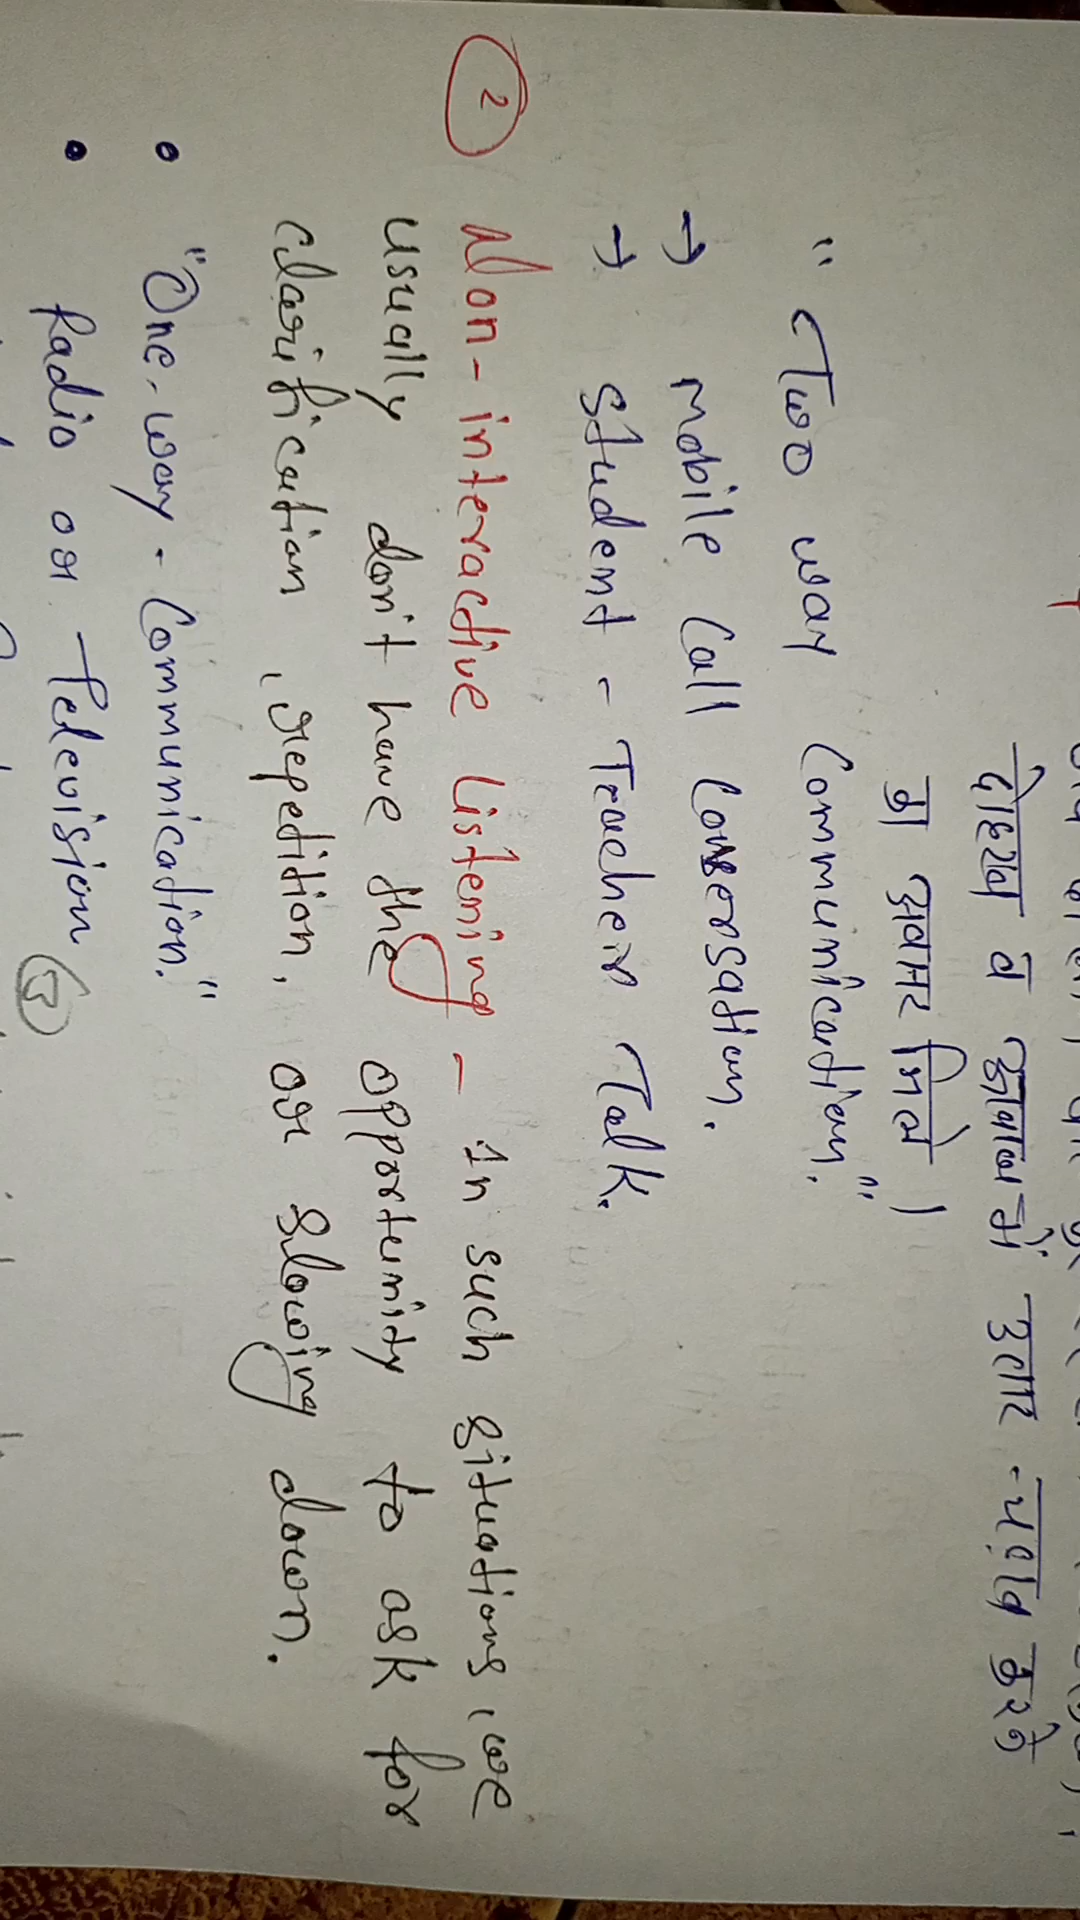 दोहराव व आवाज में उतार-चढ़ाव करने
का अवसर मिले।
"Two way Communication."
→ Mobile Call Conversation.
→ Student - Teacher Talk.
2 Non-interactive Listening - In such situations, we
usually don't have the opportunity to ask for
clarification, repedition, or slowing down.
• "One-way-Communication."
• Radio or Television